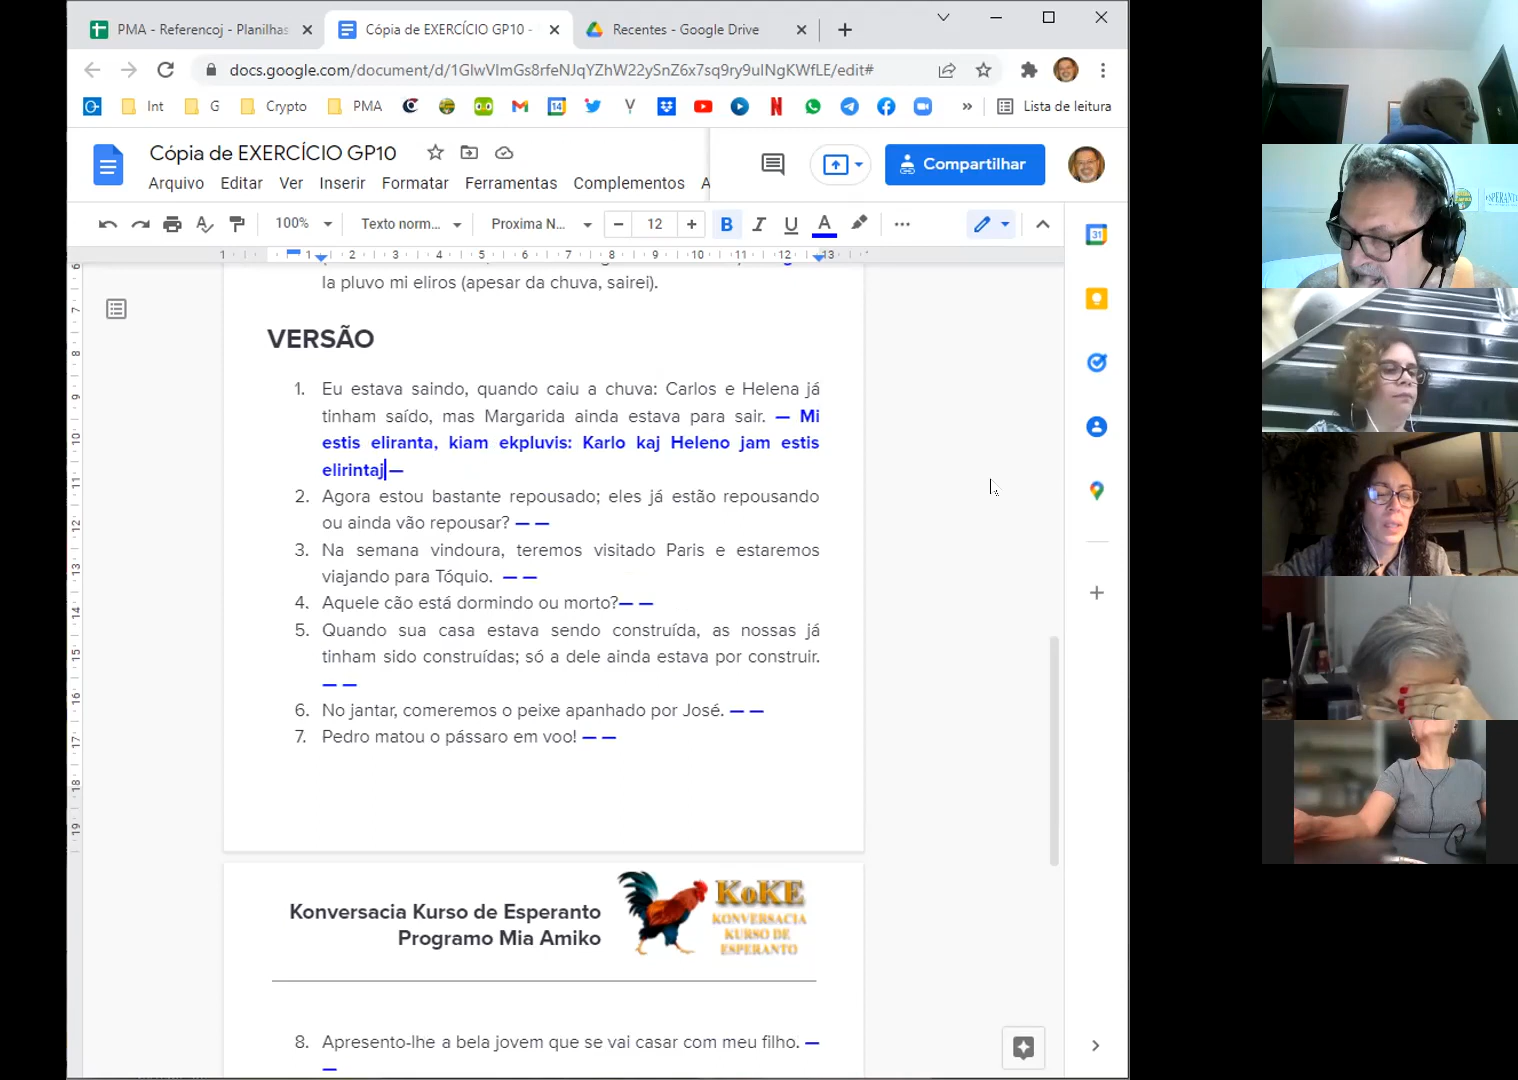 PMA - Referencoj - Planilhas
Cópia de EXERCÍCIO GP10 -
Recentes - Google Drive
docs.google.com/document/d/1GlwVlmGs8rfeNJqYZhW22ySnZ6x7sq9ry9ulNgKWfLE/edit#
Int
G
Crypto
PMA
Lista de leitura
Cópia de EXERCÍCIO GP10
Compartilhar
Arquivo Editar Ver Inserir Formatar Ferramentas Complementos A
100% Texto norm... Proxima N... 12 B I U A
la pluvo mi eliros (apesar da chuva, sairei).
VERSÃO
1. Eu estava saindo, quando caiu a chuva: Carlos e Helena já
tinham saído, mas Margarida ainda estava para sair. — Mi
estis eliranta, kiam ekpluvis: Karlo kaj Heleno jam estis
elirintaj—
2. Agora estou bastante repousado; eles já estão repousando
ou ainda vão repousar? — —
3. Na semana vindoura, teremos visitado Paris e estaremos
viajando para Tóquio. — —
4. Aquele cão está dormindo ou morto?— —
5. Quando sua casa estava sendo construída, as nossas já
tinham sido construídas; só a dele ainda estava por construir.
— —
6. No jantar, comeremos o peixe apanhado por José. — —
7. Pedro matou o pássaro em voo! — —
Konversacia Kurso de Esperanto
Programo Mia Amiko
KoKE
KONVERSACIA
KURSO DE
ESPERANTO
8. Apresento-lhe a bela jovem que se vai casar com meu filho. —
—